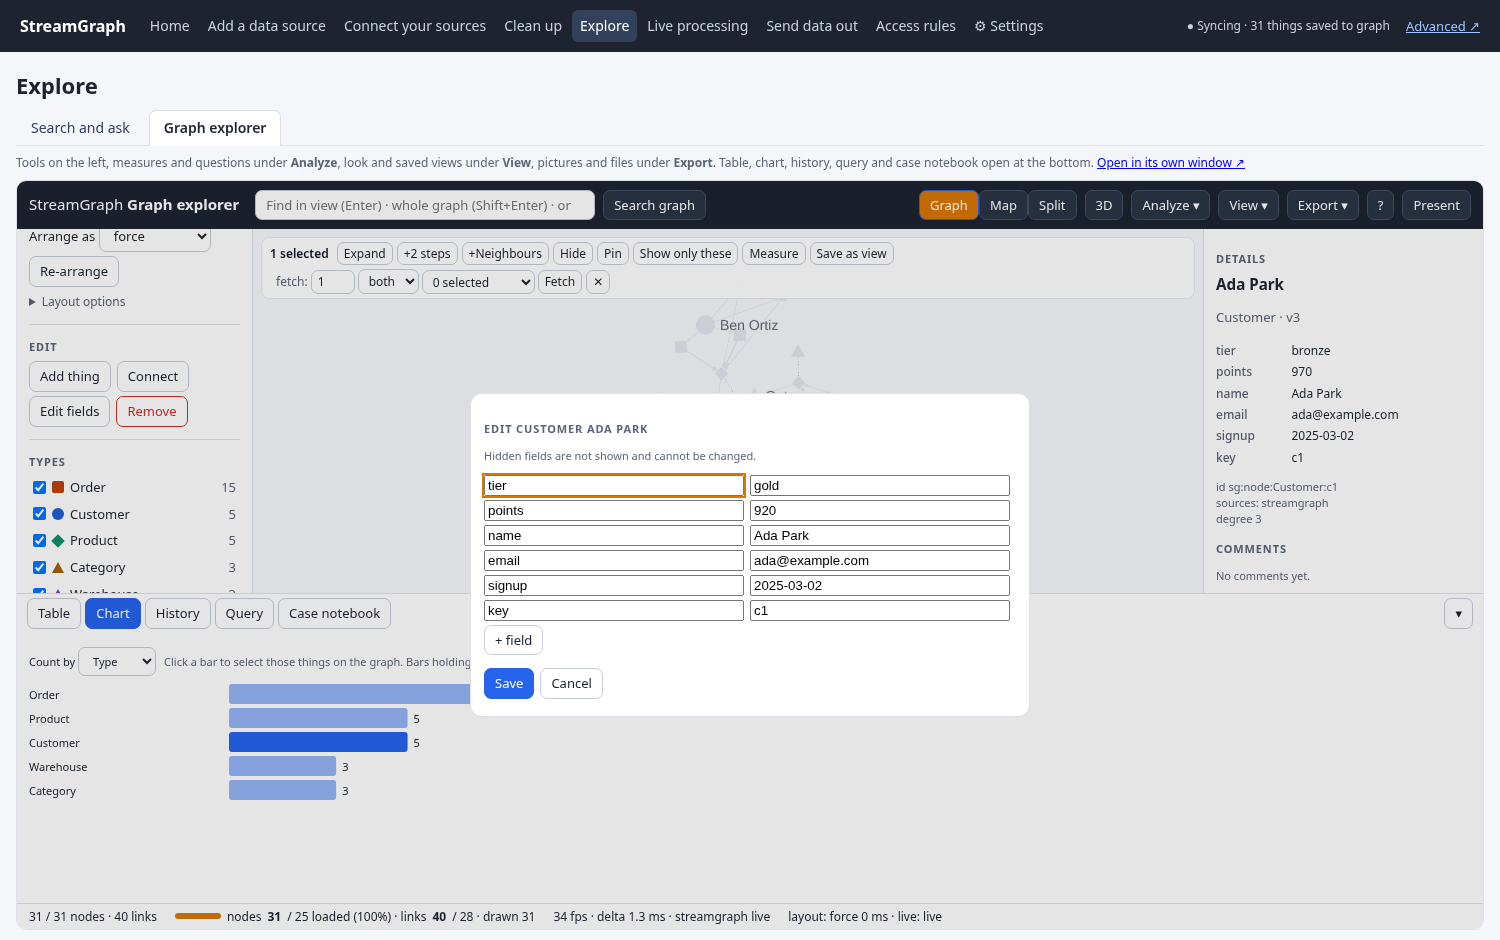 StreamGraph Home Add a data source Connect your sources Clean up Explore Live processing Send data out Access rules ⚙ Settings ● Syncing · 31 things saved to graph Advanced ↗
Explore
Search and ask Graph explorer
Tools on the left, measures and questions under Analyze, look and saved views under View, pictures and files under Export. Table, chart, history, query and case notebook open at the bottom. Open in its own window ↗
StreamGraph Graph explorer Find in view (Enter) · whole graph (Shift+Enter) · or Search graph Graph Map Split 3D Analyze ▾ View ▾ Export ▾ ? Present
Arrange as force
Re-arrange
▶ Layout options
EDIT
Add thing Connect
Edit fields Remove
TYPES
Order 15
Customer 5
Product 5
Category 3
1 selected Expand +2 steps +Neighbours Hide Pin Show only these Measure Save as view
fetch: 1 both 0 selected Fetch ✕
Ben Ortiz
DETAILS
Ada Park
Customer · v3
tier bronze
points 970
name Ada Park
email ada@example.com
signup 2025-03-02
key c1
id sg:node:Customer:c1
sources: streamgraph
degree 3
COMMENTS
No comments yet.
EDIT CUSTOMER ADA PARK
Hidden fields are not shown and cannot be changed.
tier gold
points 920
name Ada Park
email ada@example.com
signup 2025-03-02
key c1
+ field
Save Cancel
Table Chart History Query Case notebook ▾
Count by Type Click a bar to select those things on the graph. Bars holding
Order
Product 5
Customer 5
Warehouse 3
Category 3
31 / 31 nodes · 40 links nodes 31 / 25 loaded (100%) · links 40 / 28 · drawn 31 34 fps · delta 1.3 ms · streamgraph live layout: force 0 ms · live: live